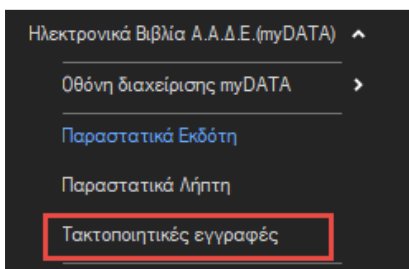 Ηλεκτρονικά Βιβλία Α.Α.Δ.Ε.(myDATA)
Οθόνη διαχείρισης myDATA
Παραστατικά Εκδότη
Παραστατικά Λήπτη
Τακτοποιητικές εγγραφές